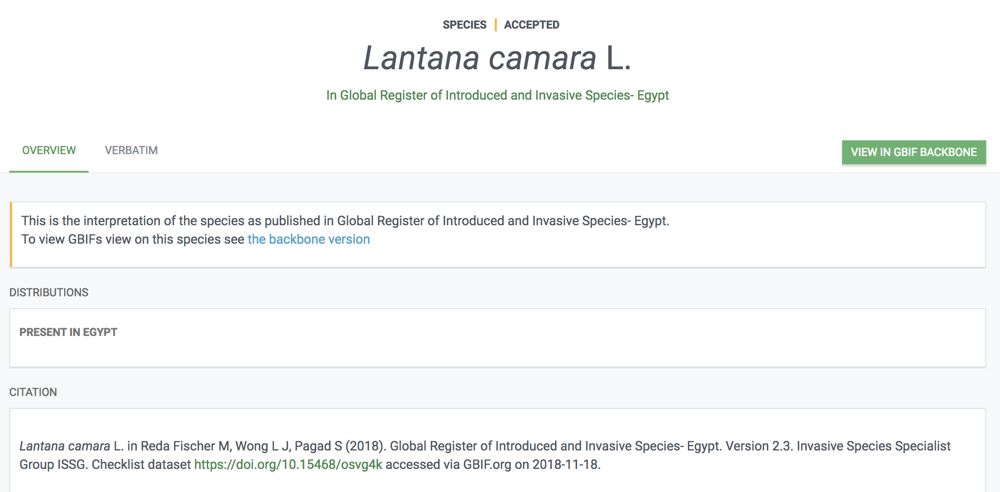 SPECIES | ACCEPTED
Lantana camara L.
In Global Register of Introduced and Invasive Species- Egypt
OVERVIEW VERBATIM VIEW IN GBIF BACKBONE
This is the interpretation of the species as published in Global Register of Introduced and Invasive Species- Egypt.
To view GBIFs view on this species see the backbone version
DISTRIBUTIONS
PRESENT IN EGYPT
CITATION
Lantana camara L. in Reda Fischer M, Wong L J, Pagad S (2018). Global Register of Introduced and Invasive Species- Egypt. Version 2.3. Invasive Species Specialist
Group ISSG. Checklist dataset https://doi.org/10.15468/osvg4k accessed via GBIF.org on 2018-11-18.